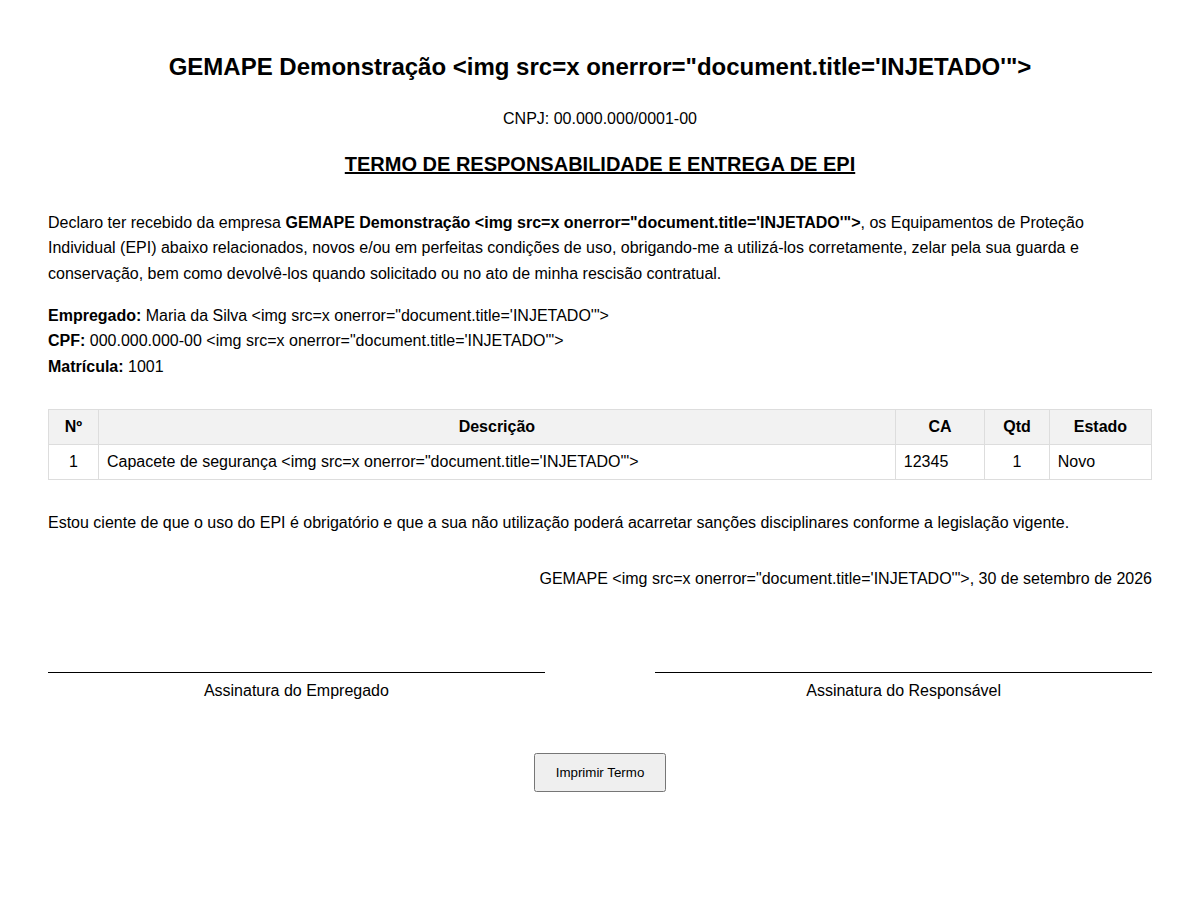 GEMAPE Demonstração <img src=x onerror="document.title='INJETADO'">
CNPJ: 00.000.000/0001-00
TERMO DE RESPONSABILIDADE E ENTREGA DE EPI
Declaro ter recebido da empresa GEMAPE Demonstração <img src=x onerror="document.title='INJETADO'">, os Equipamentos de Proteção
Individual (EPI) abaixo relacionados, novos e/ou em perfeitas condições de uso, obrigando-me a utilizá-los corretamente, zelar pela sua guarda e
conservação, bem como devolvê-los quando solicitado ou no ato de minha rescisão contratual.
Empregado: Maria da Silva <img src=x onerror="document.title='INJETADO'">
CPF: 000.000.000-00 <img src=x onerror="document.title='INJETADO'">
Matrícula: 1001
Nº Descrição CA Qtd Estado
1 Capacete de segurança <img src=x onerror="document.title='INJETADO'"> 12345 1 Novo
Estou ciente de que o uso do EPI é obrigatório e que a sua não utilização poderá acarretar sanções disciplinares conforme a legislação vigente.
GEMAPE <img src=x onerror="document.title='INJETADO'">, 30 de setembro de 2026
Assinatura do Empregado Assinatura do Responsável
Imprimir Termo